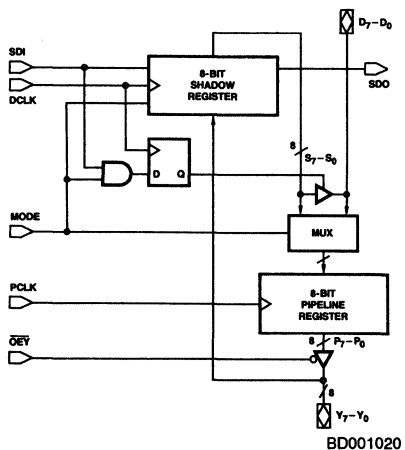 D₇–D₀
SDI
DCLK
8-BIT
SHADOW
REGISTER
SDO
8
S₇–S₀
D Q
MODE
MUX
PCLK
8-BIT
PIPELINE
REGISTER
8 P₇–P₀
O̅E̅Y̅
8
Y₇–Y₀
BD001020